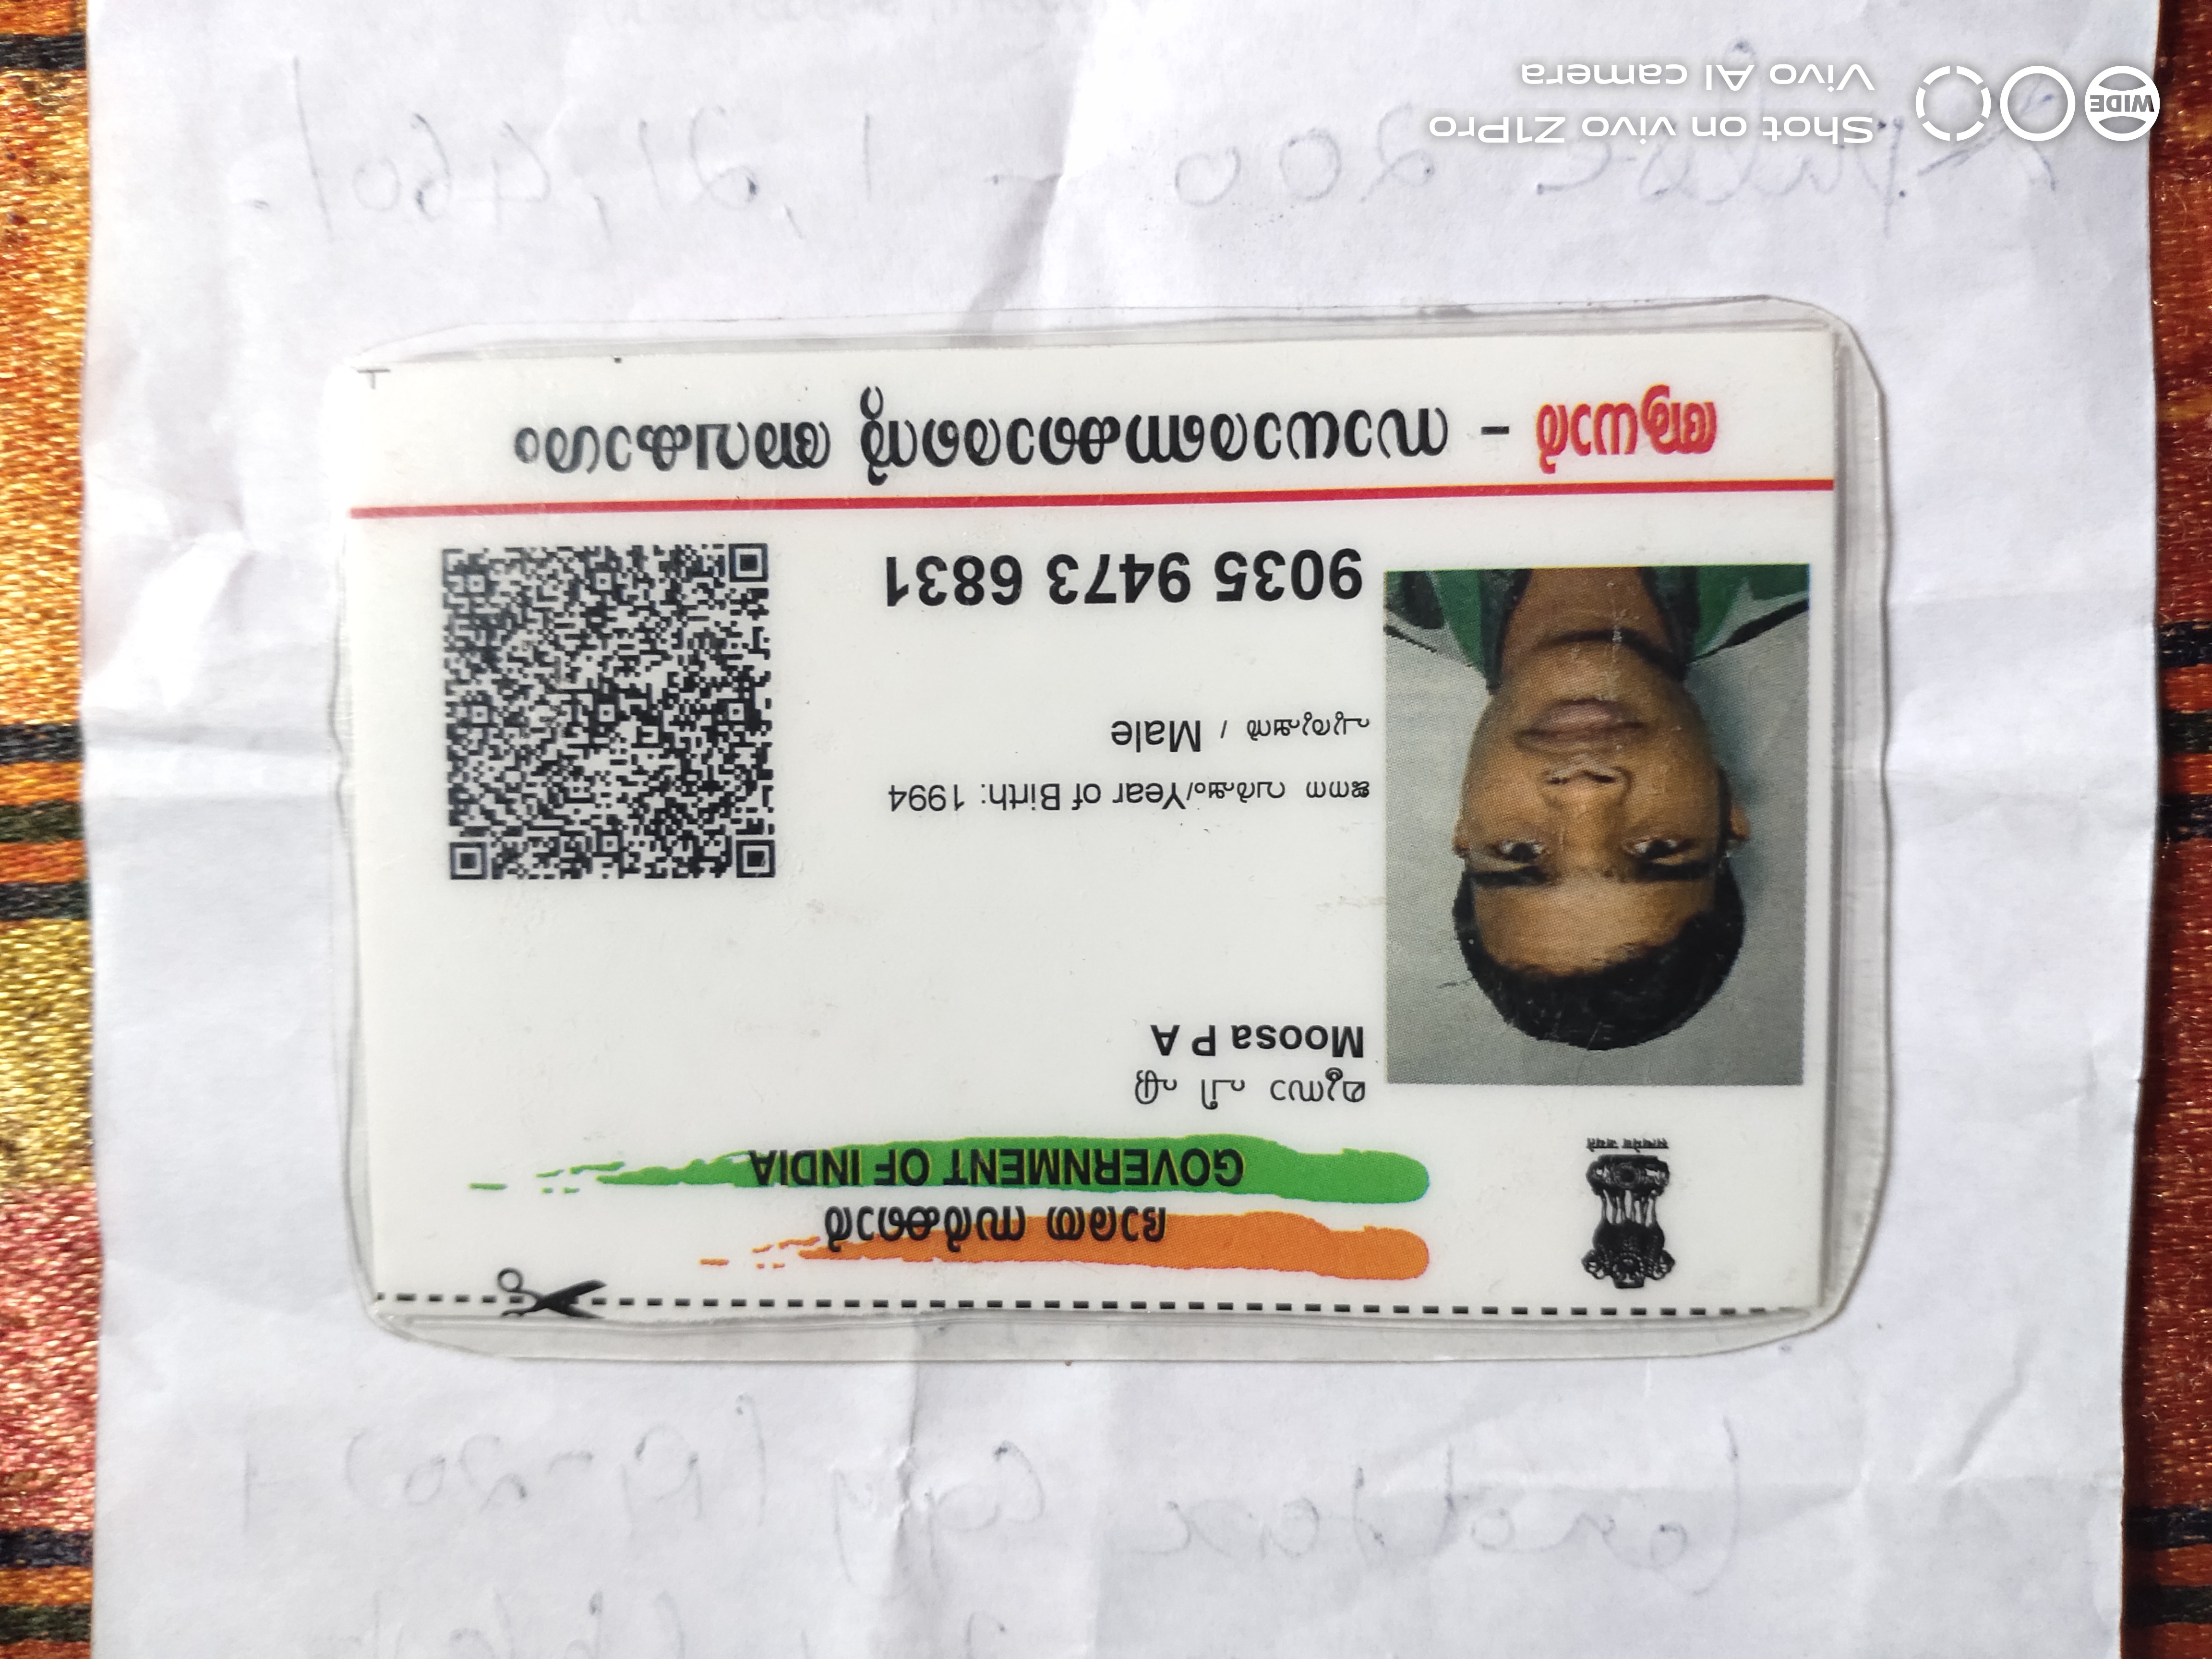 ഭാരത സർക്കാർ
GOVERNMENT OF INDIA
सत्यमेव जयते
മൂസാ പീ ഏ
Moosa P A
ജനന വർഷം/Year of Birth: 1994
പുരുഷൻ / Male
9035 9473 6831
ആധാർ – സാധാരണക്കാരന്റെ അവകാശം
WIDE
Shot on vivo Z1Pro
Vivo AI camera